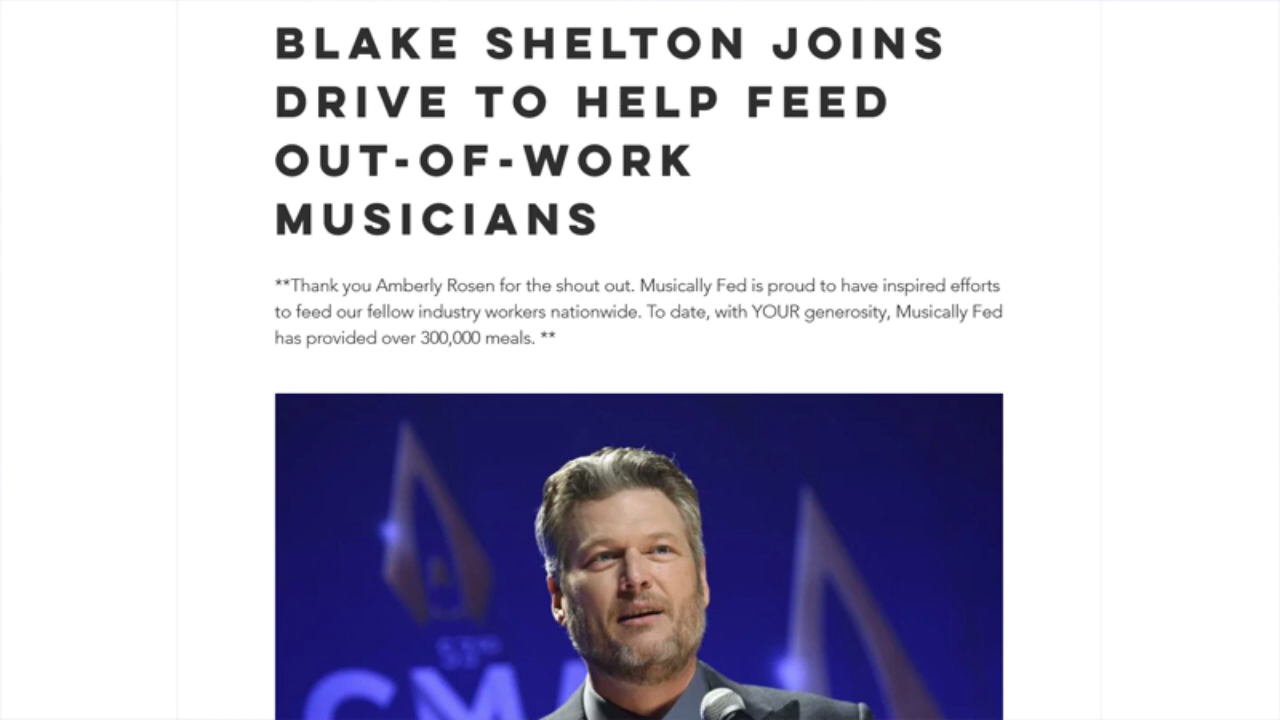 BLAKE SHELTON JOINS
DRIVE TO HELP FEED
OUT-OF-WORK
MUSICIANS
**Thank you Amberly Rosen for the shout out. Musically Fed is proud to have inspired efforts
to feed our fellow industry workers nationwide. To date, with YOUR generosity, Musically Fed
has provided over 300,000 meals. **
53RD
CMA